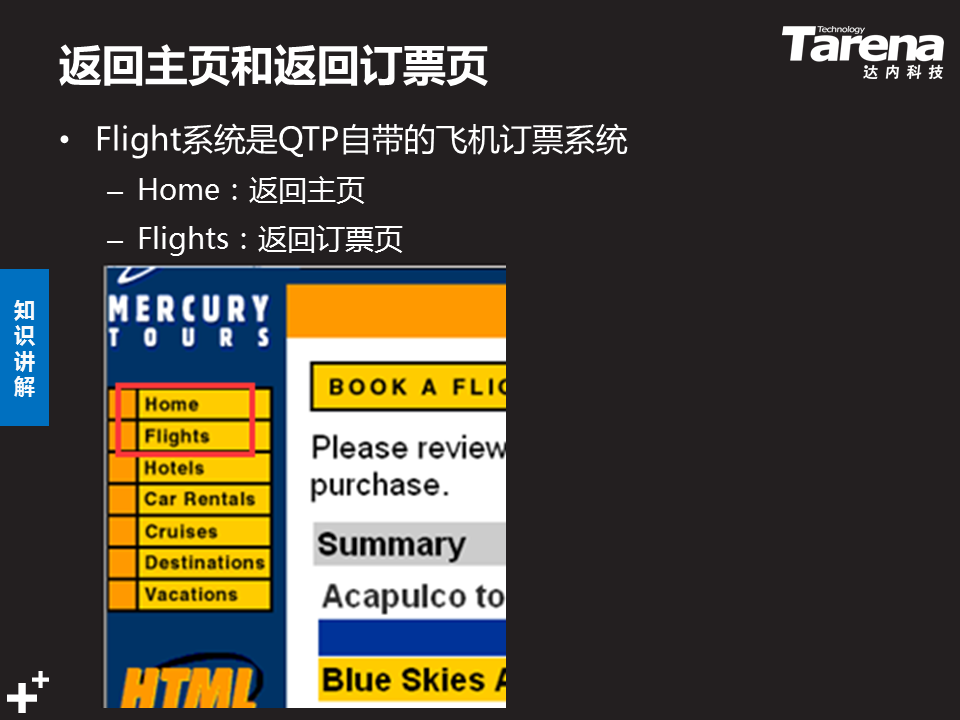 返回主页和返回订票页
Technology
Tarena
达内科技
• Flight系统是QTP自带的飞机订票系统
– Home：返回主页
– Flights：返回订票页
知识讲解
MERCURY
TOURS
Home
Flights
Hotels
Car Rentals
Cruises
Destinations
Vacations
HTML
BOOK A FLIG
Please review
purchase.
Summary
Acapulco to
Blue Skies A